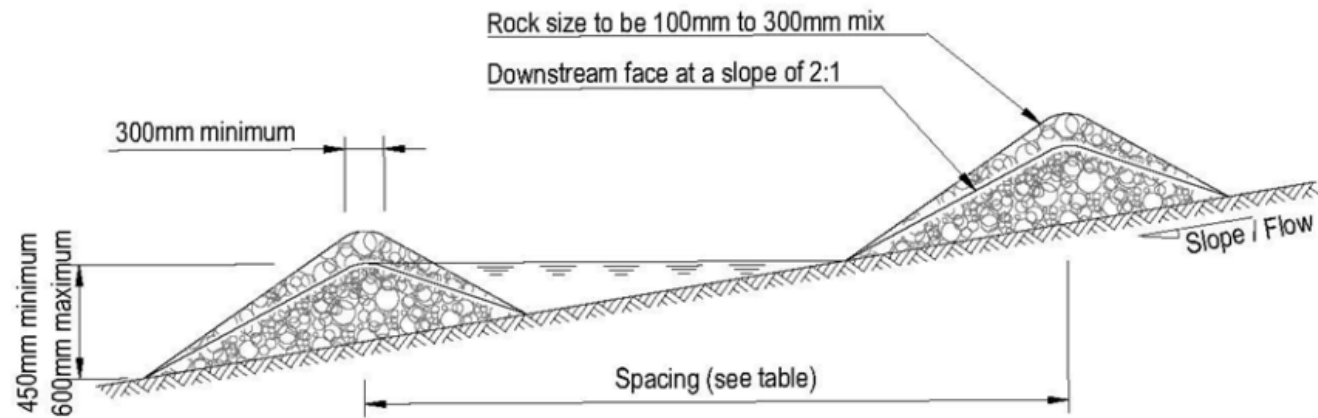 Rock size to be 100mm to 300mm mix
Downstream face at a slope of 2:1
300mm minimum
Slope / Flow
450mm minimum
600mm maximum
Spacing (see table)